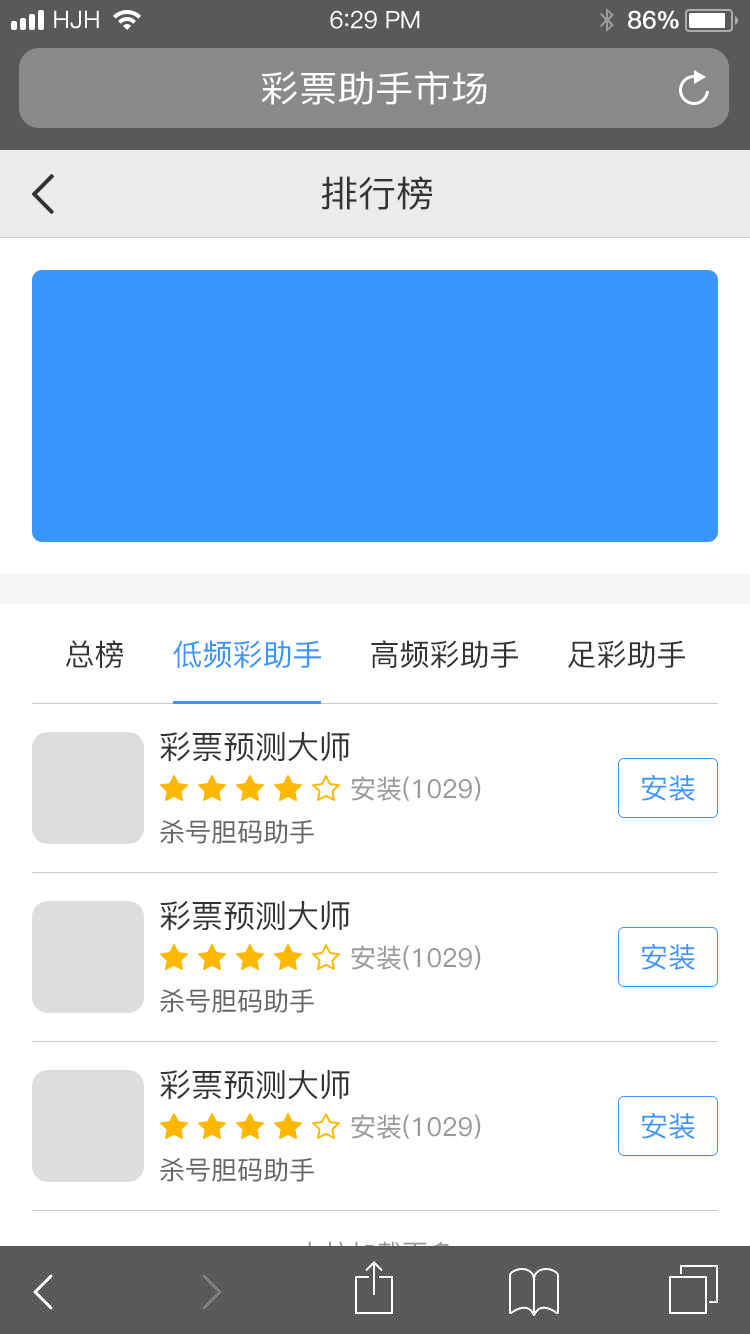 HJH 6:29 PM 86%
彩票助手市场
排行榜
总榜 低频彩助手 高频彩助手 足彩助手
彩票预测大师
安装(1029)
安装
杀号胆码助手
彩票预测大师
安装(1029)
安装
杀号胆码助手
彩票预测大师
安装(1029)
安装
杀号胆码助手